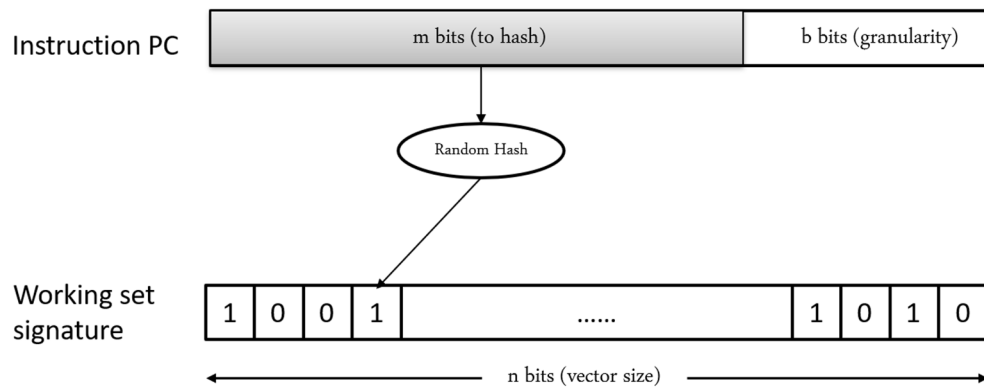 Instruction PC
m bits (to hash)
b bits (granularity)
Random Hash
Working set
signature
1 0 0 1 ...... 1 0 1 0
n bits (vector size)